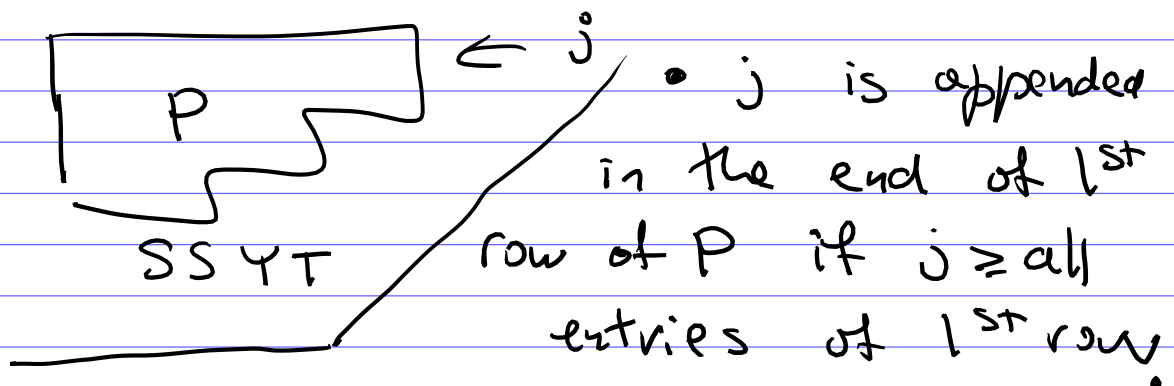 P ← j
SSYT
• j is appended
in the end of 1st
row of P if j ≥ all
entries of 1st row